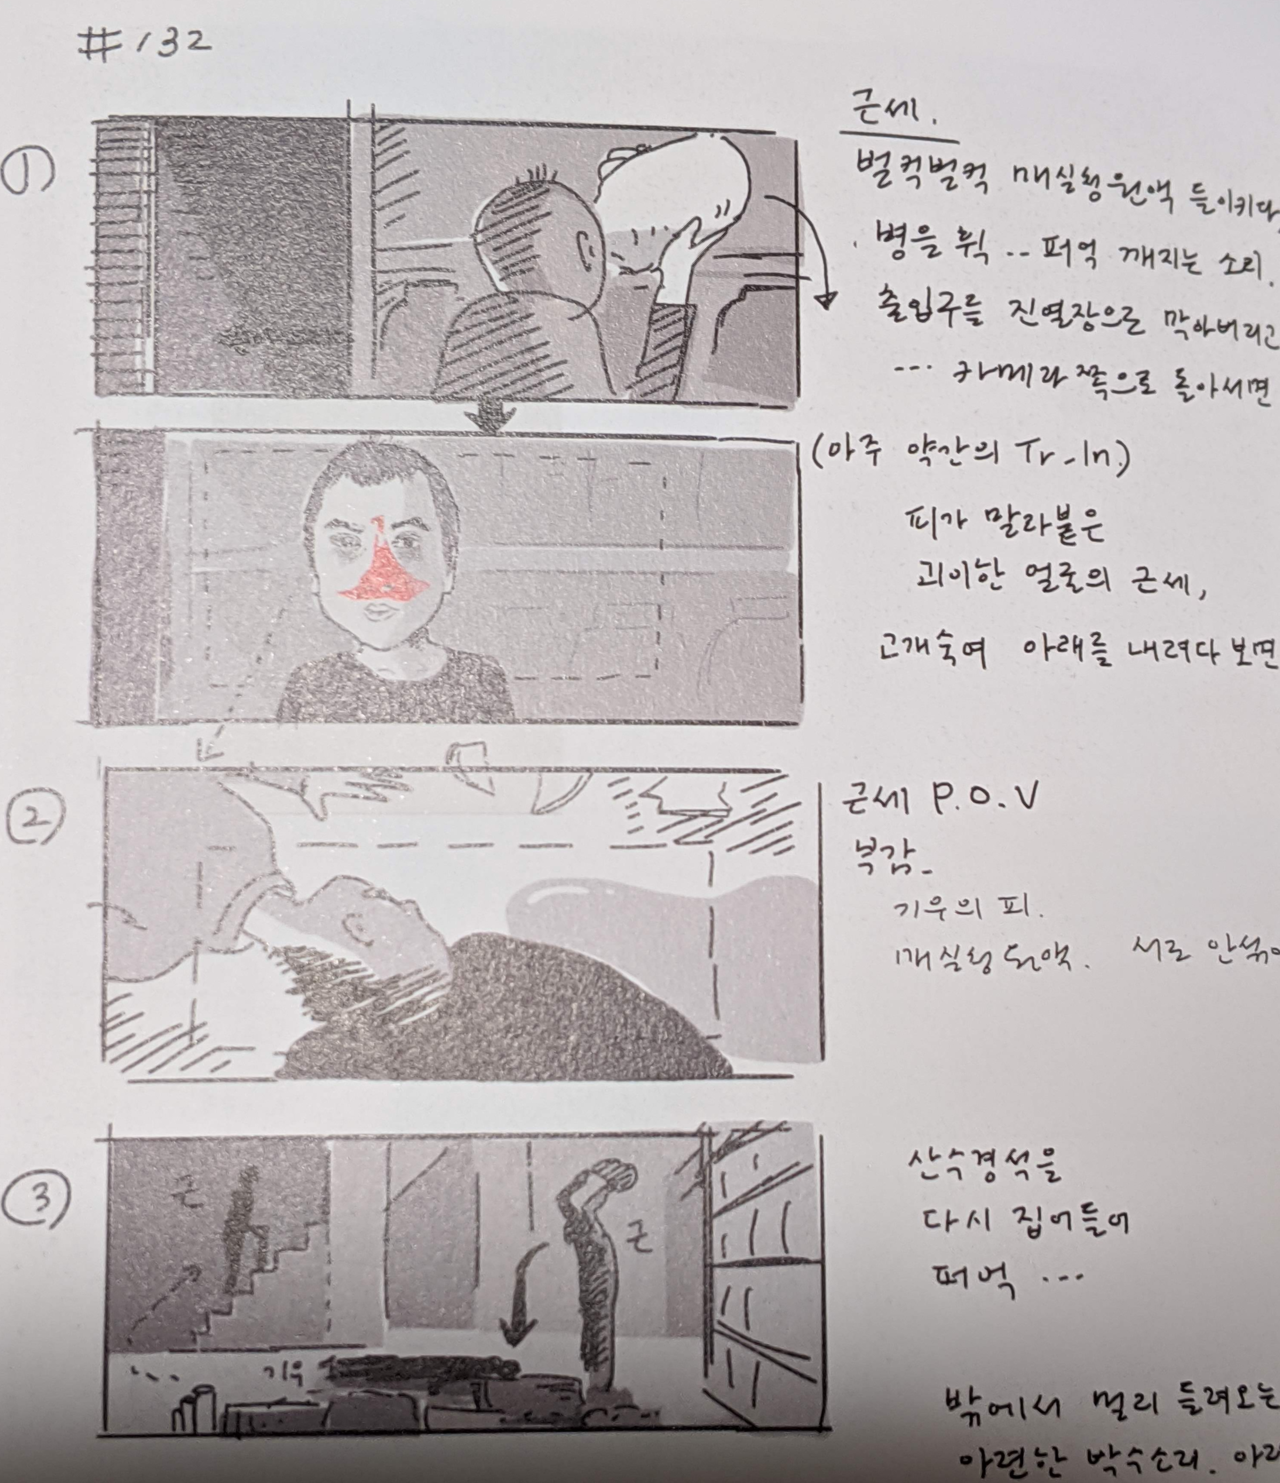 #132
①
근세.
벌컥벌컥 매실청원액 들이키다,
병을 휙 .. 퍼억 깨지는 소리.
출입구를 진열장으로 막아버리고
... 카메라 쪽으로 돌아서면
(아주 약간의 Tr-In.)
피가 말라붙은
괴이한 얼굴의 근세,
고개숙여 아래를 내려다 보면
②
근세 P.O.V
부감-
기우의 피.
매실청원액. 서로 안섞여
③
근
근
기우
산수경석을
다시 집어들어
퍼억 ...
밖에서 멀리 들려오는
아련한 박수소리.